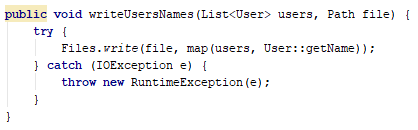 public void writeUsersNames(List<User> users, Path file) {
    try {
        Files.write(file, map(users, User::getName));
    } catch (IOException e) {
        throw new RuntimeException(e);
    }
}